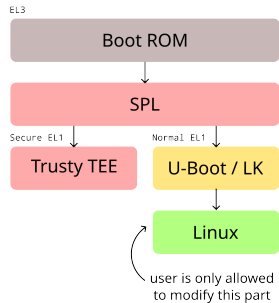 EL3
Boot ROM
SPL
Secure EL1
Normal EL1
Trusty TEE
U-Boot / LK
Linux
user is only allowed
to modify this part